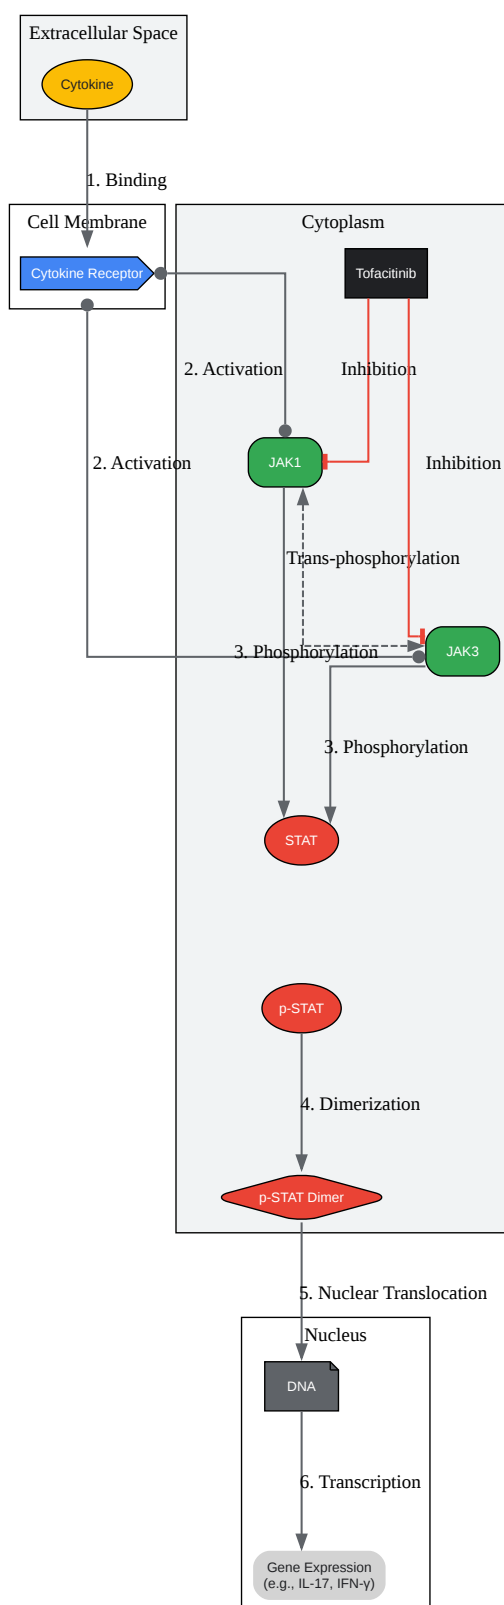 Extracellular Space
Cytokine
1. Binding
Cell Membrane
Cytoplasm
Cytokine Receptor
Tofacitinib
2. Activation
Inhibition
JAK1
2. Activation
Inhibition
Trans-phosphorylation
3. Phosphorylation
JAK3
3. Phosphorylation
STAT
p-STAT
4. Dimerization
p-STAT Dimer
5. Nuclear Translocation
Nucleus
DNA
6. Transcription
Gene Expression
(e.g., IL-17, IFN-γ)